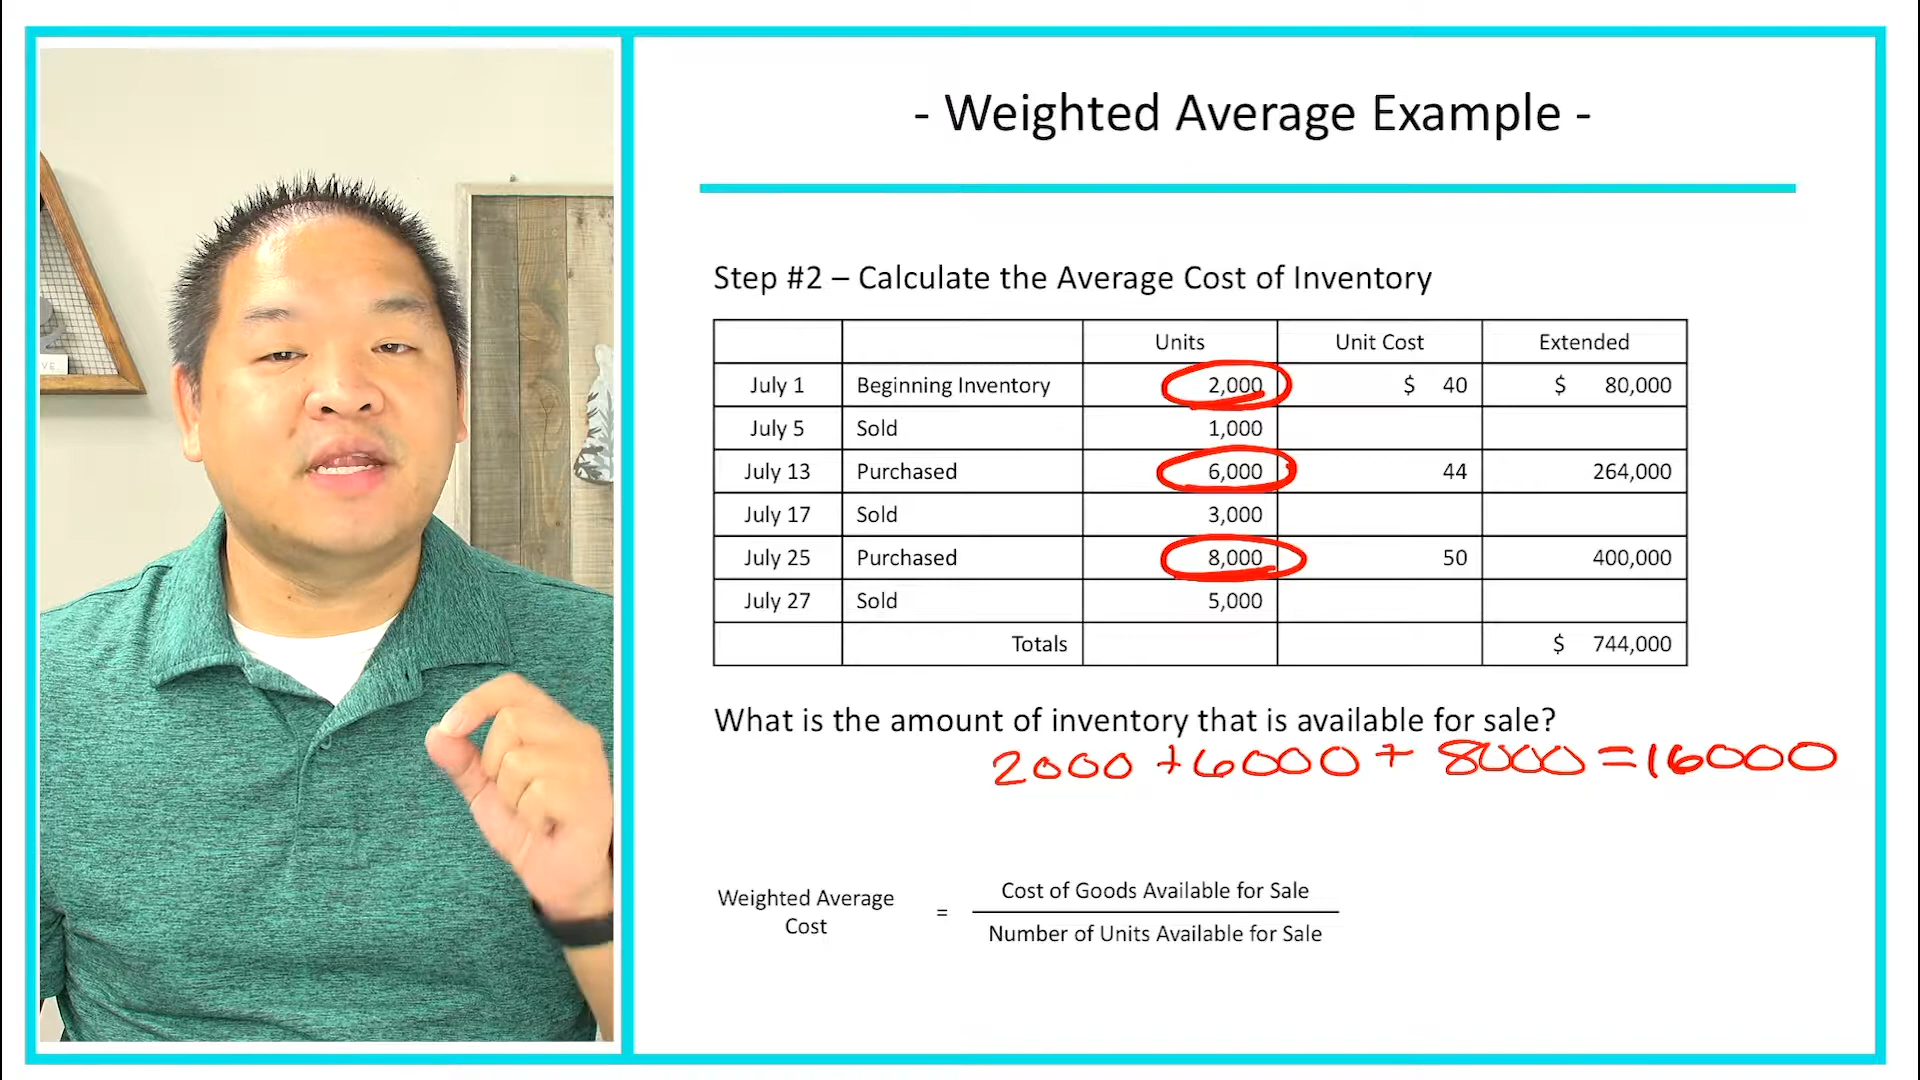 - Weighted Average Example -
Step #2 – Calculate the Average Cost of Inventory
Units Unit Cost Extended
July 1 Beginning Inventory 2,000 $ 40 $ 80,000
July 5 Sold 1,000
July 13 Purchased 6,000 44 264,000
July 17 Sold 3,000
July 25 Purchased 8,000 50 400,000
July 27 Sold 5,000
Totals $ 744,000
What is the amount of inventory that is available for sale?
2000 + 6000 + 8000 = 16000
Weighted Average
Cost
=
Cost of Goods Available for Sale
Number of Units Available for Sale